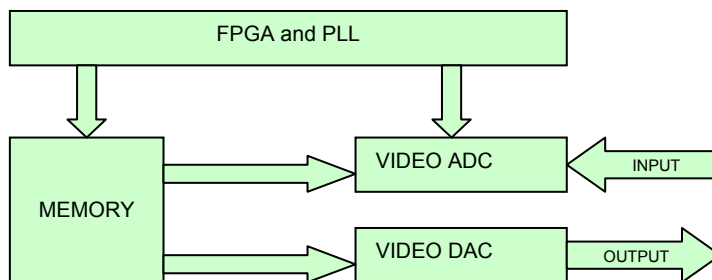 FPGA and PLL
VIDEO ADC
INPUT
MEMORY
VIDEO DAC
OUTPUT